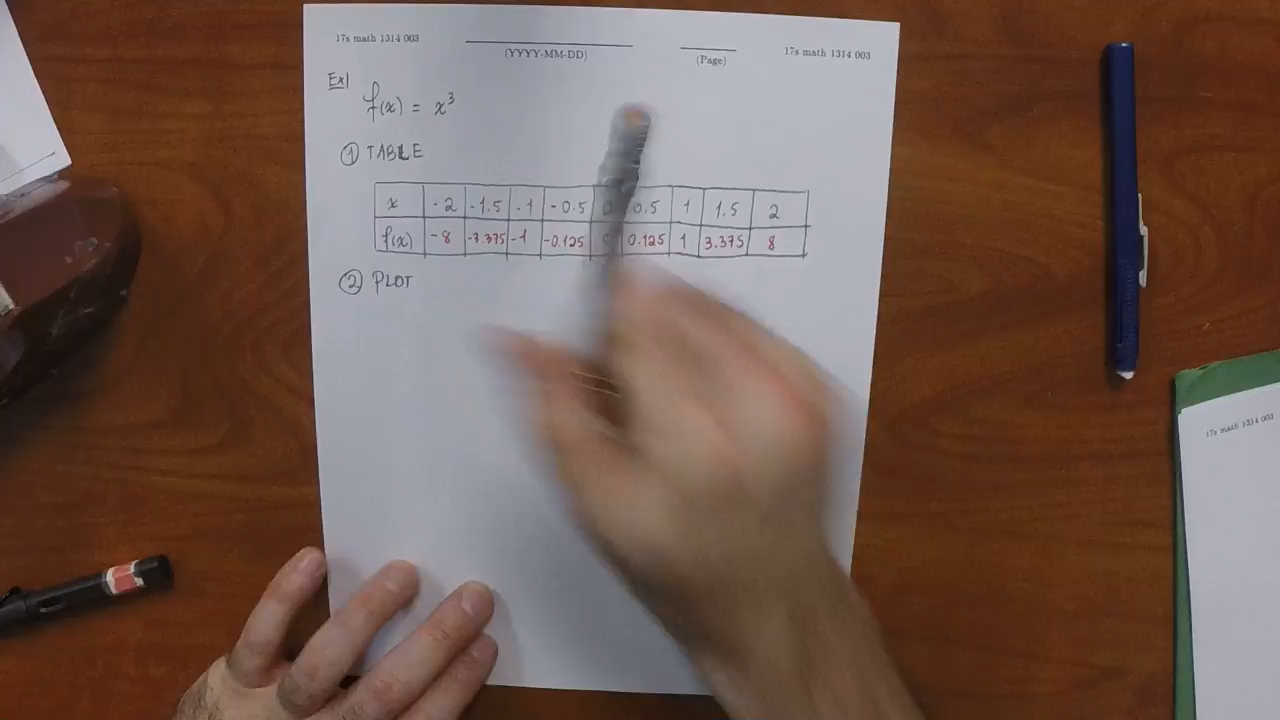 17s math 1314 003 (YYYY-MM-DD) (Page) 17s math 1314 003
Ex1
f(x) = x³
① TABLE
x -2 -1.5 -1 -0.5 0.5 1 1.5 2
f(x) -8 -3.375 -1 -0.125 0.125 1 3.375 8
② PLOT
17s math 1314 003